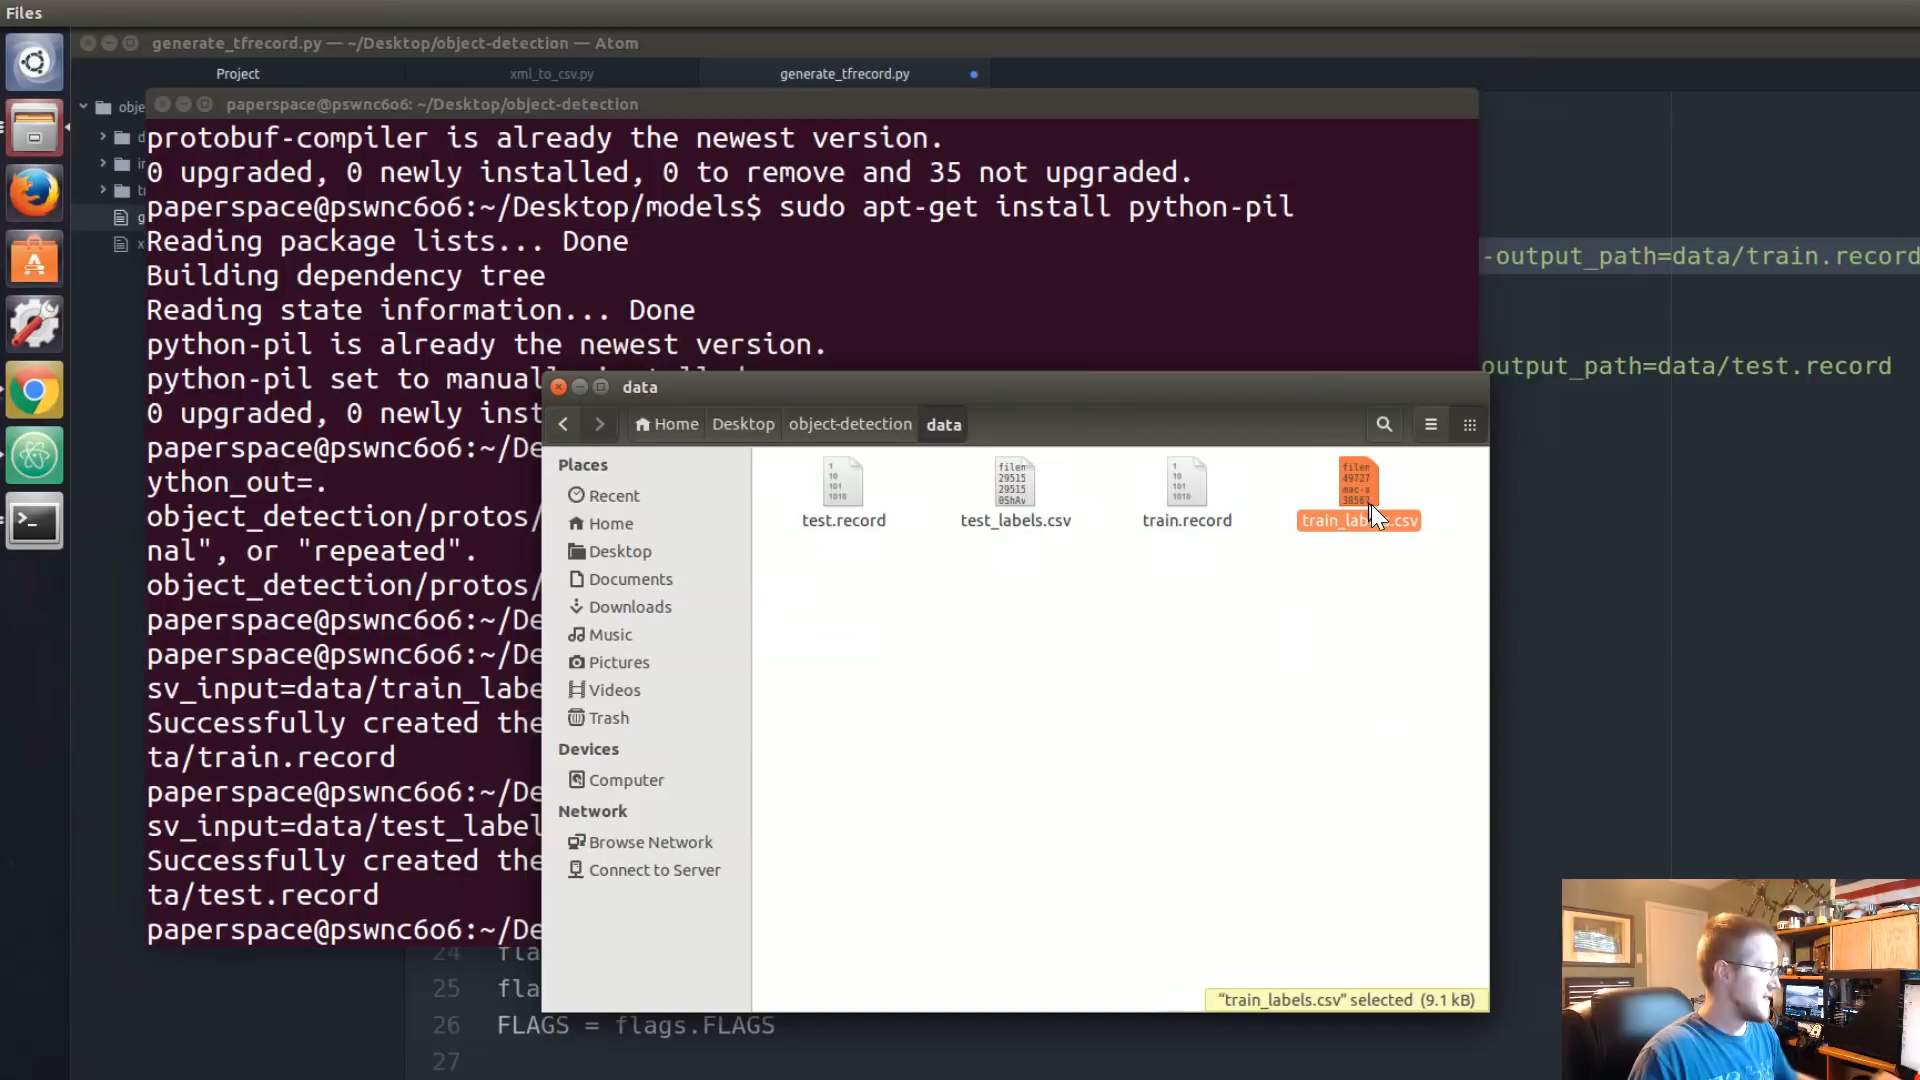 Files
generate_tfrecord.py — ~/Desktop/object-detection — Atom
Project
xml_to_csv.py
generate_tfrecord.py
obje
paperspace@pswnc6o6: ~/Desktop/object-detection
protobuf-compiler is already the newest version.
0 upgraded, 0 newly installed, 0 to remove and 35 not upgraded.
paperspace@pswnc6o6:~/Desktop/models$ sudo apt-get install python-pil
Reading package lists... Done
Building dependency tree
Reading state information... Done
python-pil is already the newest version.
python-pil set to manually installed
0 upgraded, 0 newly inst
paperspace@pswnc6o6:~/De
ython_out=.
object_detection/protos/
nal", or "repeated".
object_detection/protos/
paperspace@pswnc6o6:~/De
paperspace@pswnc6o6:~/De
sv_input=data/train_labe
Successfully created the
ta/train.record
paperspace@pswnc6o6:~/De
sv_input=data/test_label
Successfully created the
ta/test.record
paperspace@pswnc6o6:~/De
-output_path=data/train.record
output_path=data/test.record
data
Home
Desktop
object-detection
data
Places
Recent
Home
Desktop
Documents
Downloads
Music
Pictures
Videos
Trash
Devices
Computer
Network
Browse Network
Connect to Server
test.record
test_labels.csv
train.record
train_labels.csv
"train_labels.csv" selected (9.1 kB)
24 fla
25 fla
26 FLAGS = flags.FLAGS
27